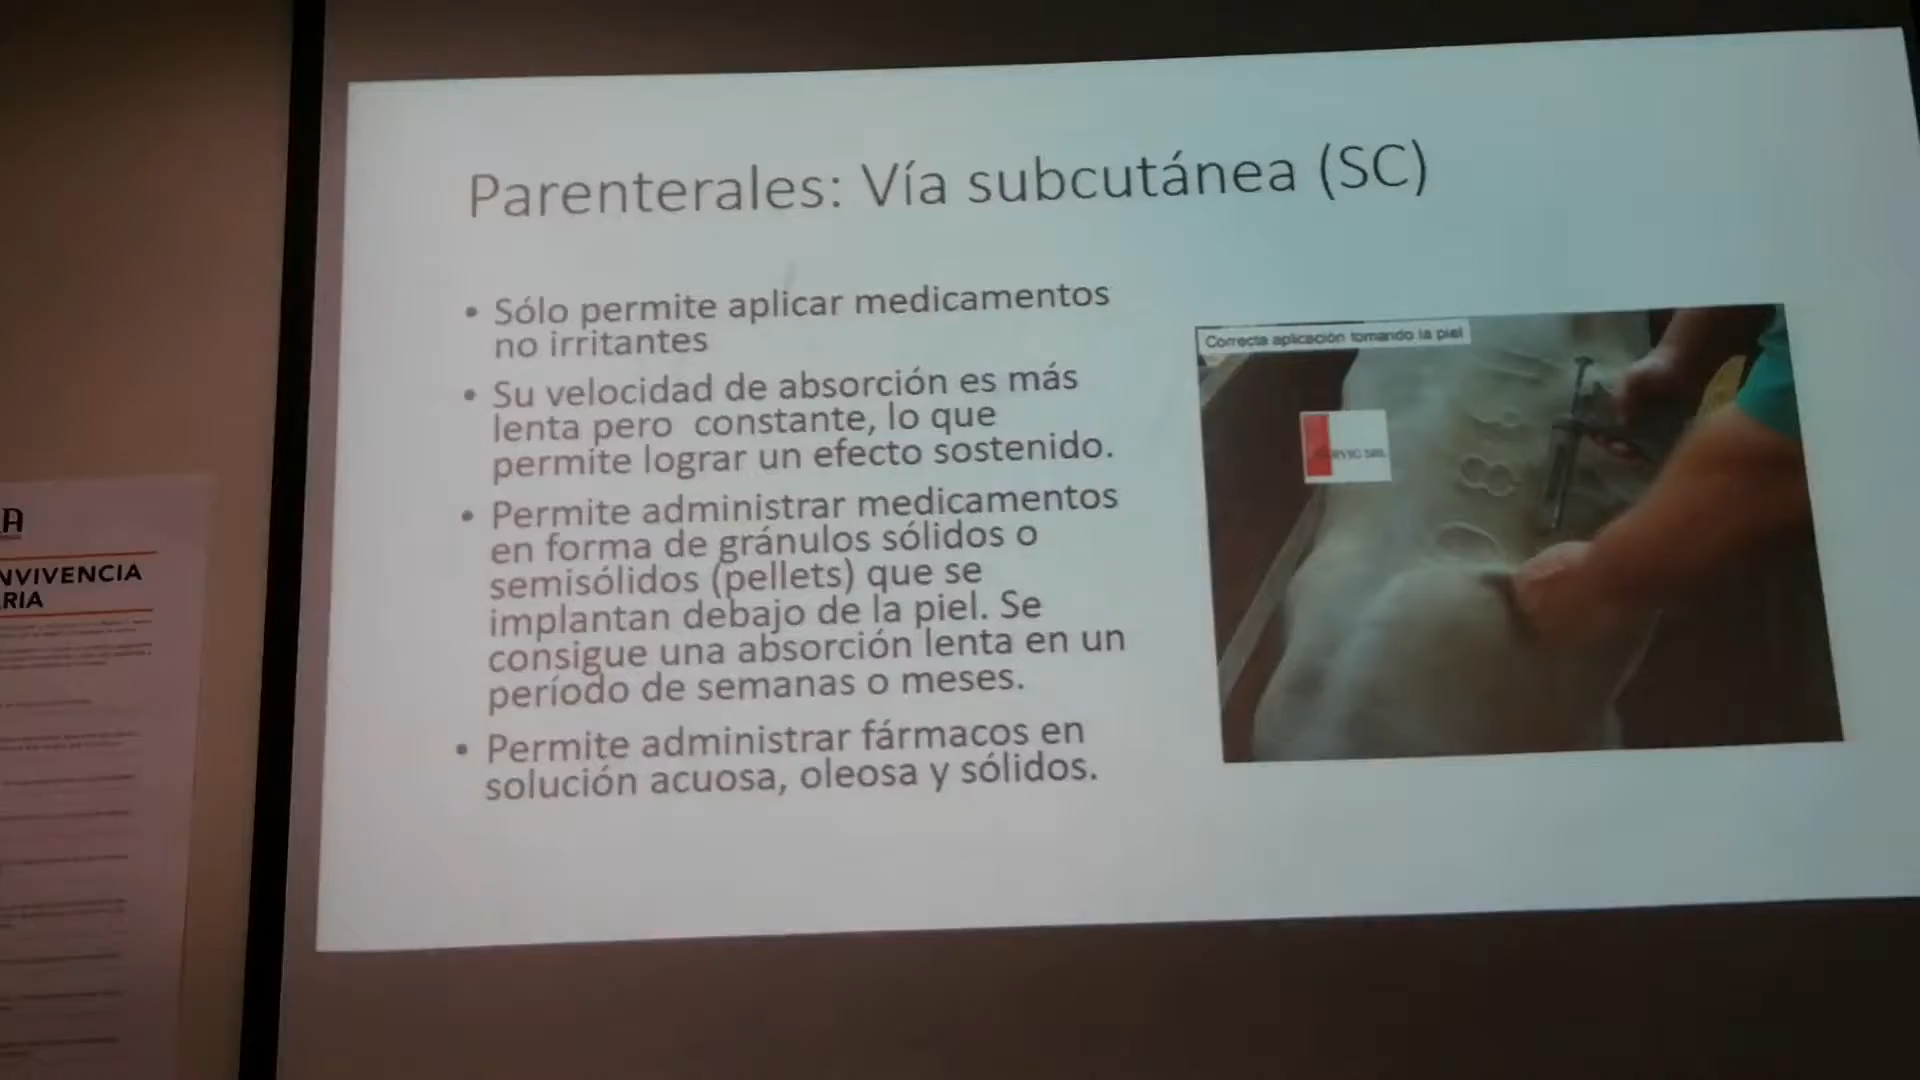 Parenterales: Vía subcutánea (SC)
• Sólo permite aplicar medicamentos
no irritantes
• Su velocidad de absorción es más
lenta pero constante, lo que
permite lograr un efecto sostenido.
• Permite administrar medicamentos
en forma de gránulos sólidos o
semisólidos (pellets) que se
implantan debajo de la piel. Se
consigue una absorción lenta en un
período de semanas o meses.
• Permite administrar fármacos en
solución acuosa, oleosa y sólidos.
Correcta aplicación tomando la piel
SRL
A
NVIVENCIA
RIA